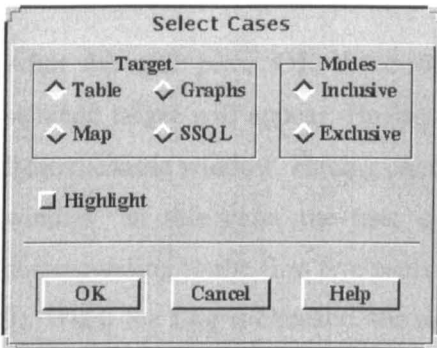 Select Cases
Target
Modes
Table Graphs Inclusive
Map SSQL Exclusive
Highlight
OK Cancel Help